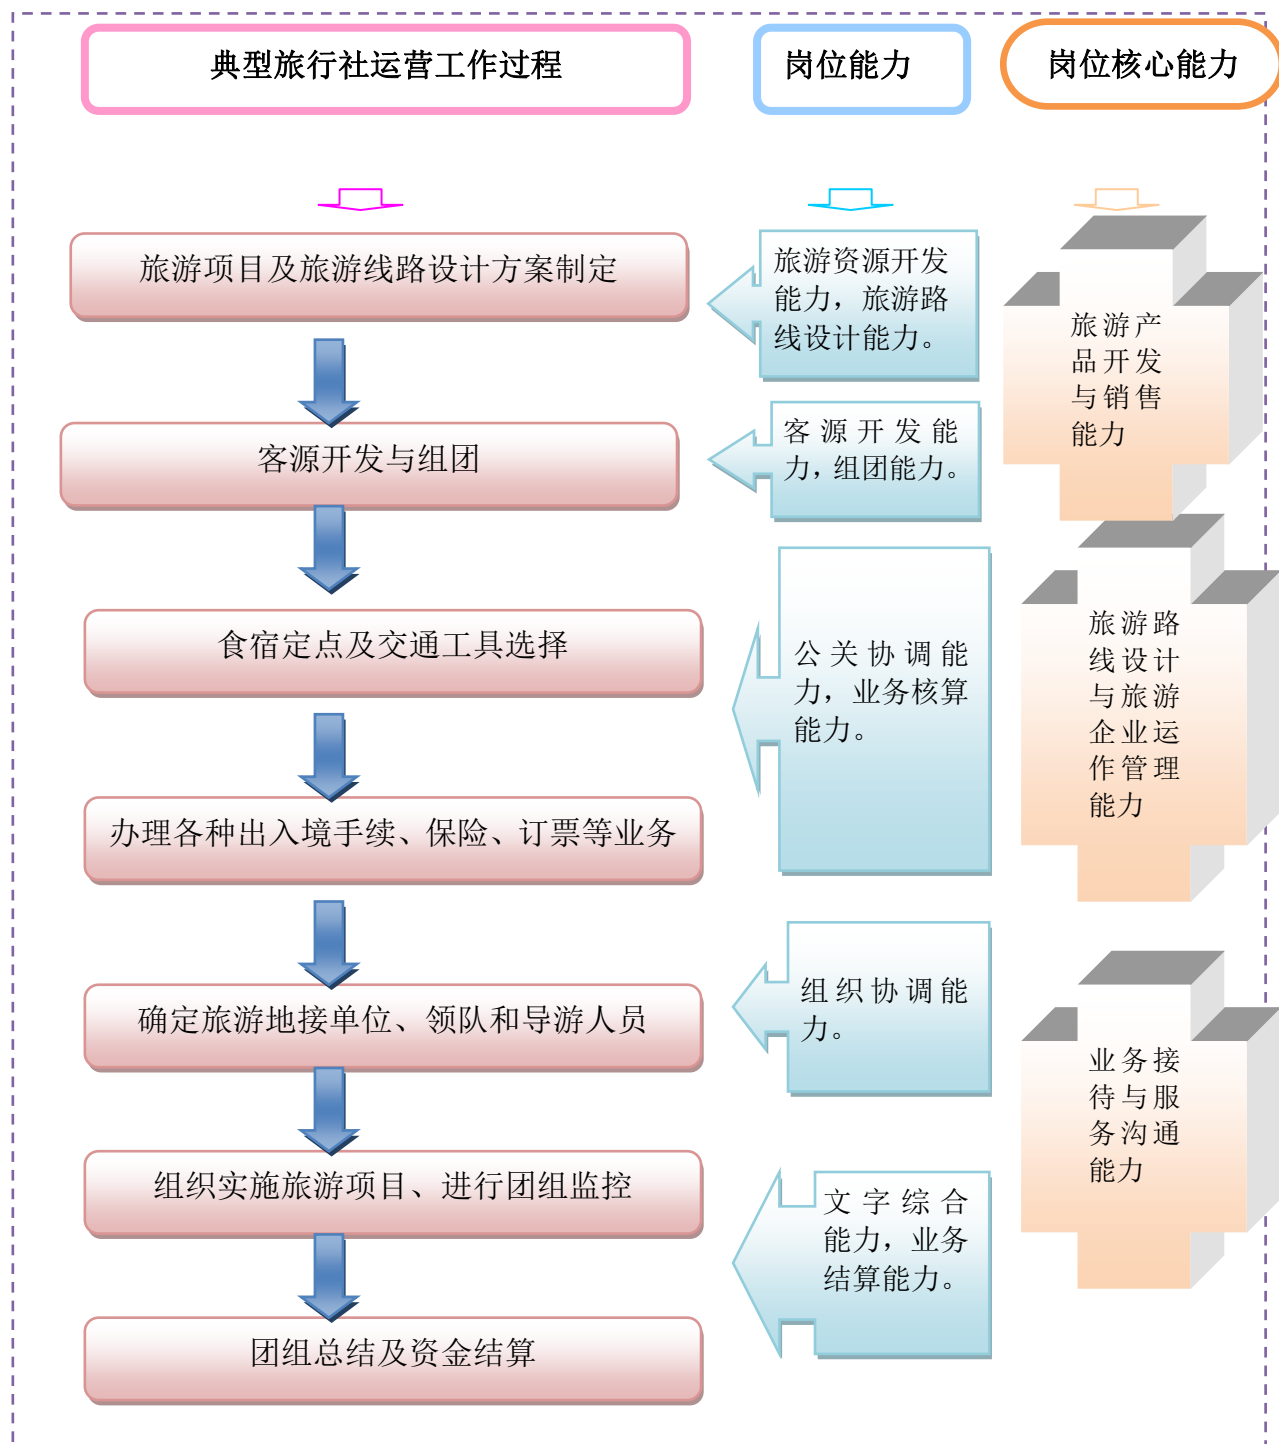 典型旅行社运营工作过程
岗位能力
岗位核心能力
旅游项目及旅游线路设计方案制定
客源开发与组团
食宿定点及交通工具选择
办理各种出入境手续、保险、订票等业务
确定旅游地接单位、领队和导游人员
组织实施旅游项目、进行团组监控
团组总结及资金结算
旅游资源开发
能力，旅游路
线设计能力。
客源开发能
力，组团能力。
公关协调能
力，业务核算
能力。
组织协调能
力。
文字综合
能力，业务
结算能力。
旅游产
品开发
与销售
能力
旅游路
线设计
与旅游
企业运
作管理
能力
业务接
待与服
务沟通
能力